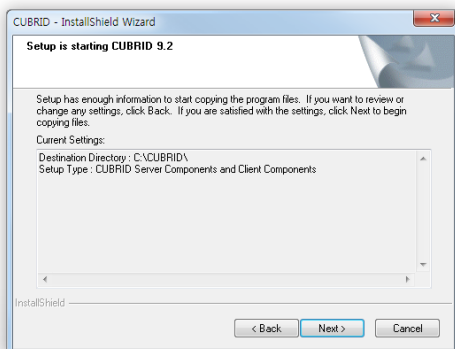 CUBRID - InstallShield Wizard
Setup is starting CUBRID 9.2
Setup has enough information to start copying the program files. If you want to review or
change any settings, click Back. If you are satisfied with the settings, click Next to begin
copying files.
Current Settings:
Destination Directory : C:\CUBRID\
Setup Type : CUBRID Server Components and Client Components
InstallShield
< Back Next > Cancel